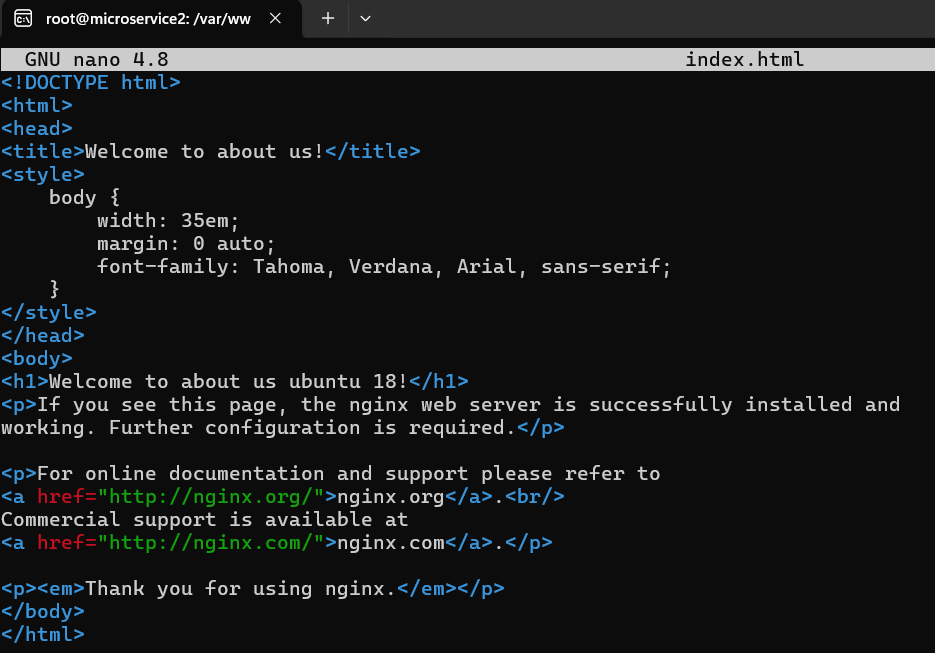 root@microservice2: /var/ww
GNU nano 4.8 index.html
<!DOCTYPE html>
<html>
<head>
<title>Welcome to about us!</title>
<style>
    body {
        width: 35em;
        margin: 0 auto;
        font-family: Tahoma, Verdana, Arial, sans-serif;
    }
</style>
</head>
<body>
<h1>Welcome to about us ubuntu 18!</h1>
<p>If you see this page, the nginx web server is successfully installed and
working. Further configuration is required.</p>

<p>For online documentation and support please refer to
<a href="http://nginx.org/">nginx.org</a>.<br/>
Commercial support is available at
<a href="http://nginx.com/">nginx.com</a>.</p>

<p><em>Thank you for using nginx.</em></p>
</body>
</html>